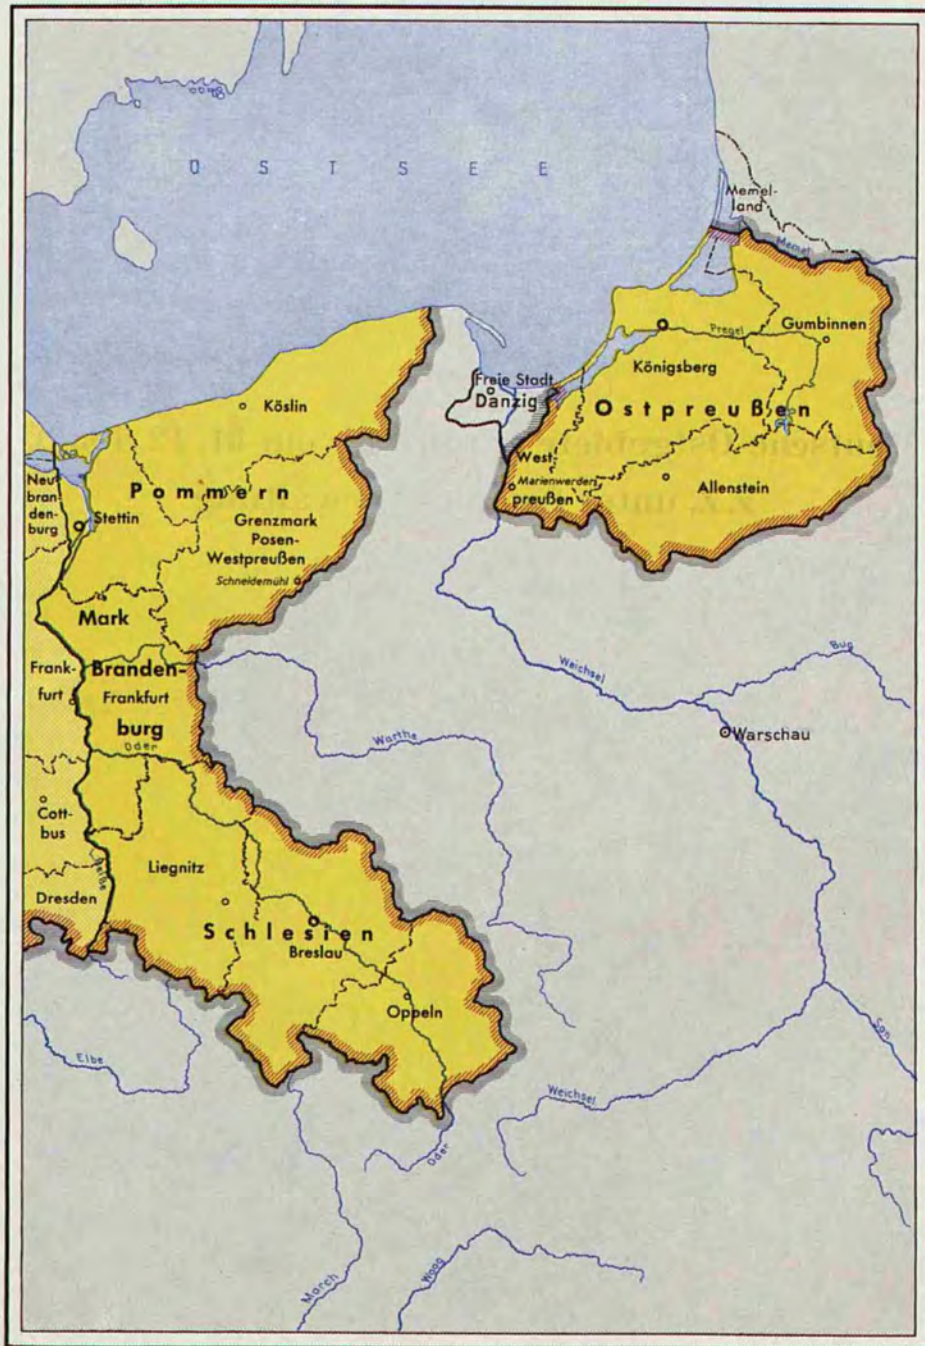 OSTSEE
Memel-
land
Memel
Gumbinnen
Pregel
Königsberg
Freie Stadt
Danzig
Ostpreußen
Köslin
West
Marienwerder
preußen
Allenstein
Neu
bran
den-
burg
Pommern
Stettin
Grenzmark
Posen-
Westpreußen
Schneidemühl
Mark
Frank-
furt
Branden-
Frankfurt
burg
Oder
Weichsel
Bug
Warthe
Warschau
Cott-
bus
Neiße
Liegnitz
Dresden
Schlesien
Breslau
Oppeln
San
Elbe
Weichsel
Oder
March
Waag